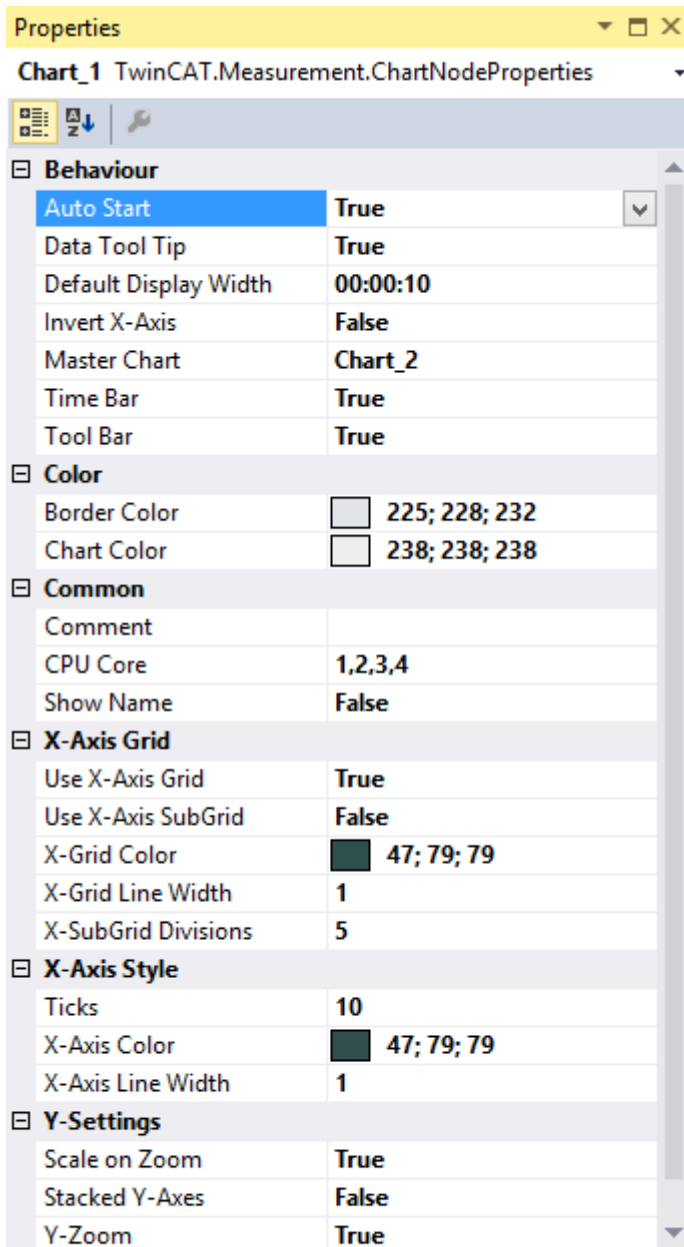 Properties
Chart_1 TwinCAT.Measurement.ChartNodeProperties
Behaviour
Auto Start True
Data Tool Tip True
Default Display Width 00:00:10
Invert X-Axis False
Master Chart Chart_2
Time Bar True
Tool Bar True
Color
Border Color 225; 228; 232
Chart Color 238; 238; 238
Common
Comment
CPU Core 1,2,3,4
Show Name False
X-Axis Grid
Use X-Axis Grid True
Use X-Axis SubGrid False
X-Grid Color 47; 79; 79
X-Grid Line Width 1
X-SubGrid Divisions 5
X-Axis Style
Ticks 10
X-Axis Color 47; 79; 79
X-Axis Line Width 1
Y-Settings
Scale on Zoom True
Stacked Y-Axes False
Y-Zoom True